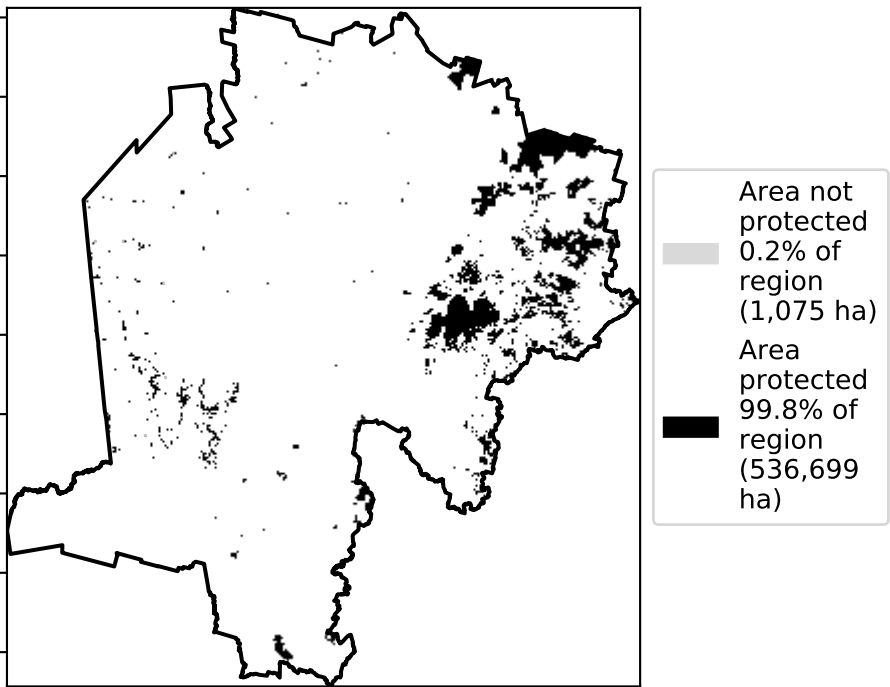 Area not
protected
0.2% of
region
(1,075 ha)
Area
protected
99.8% of
region
(536,699
ha)